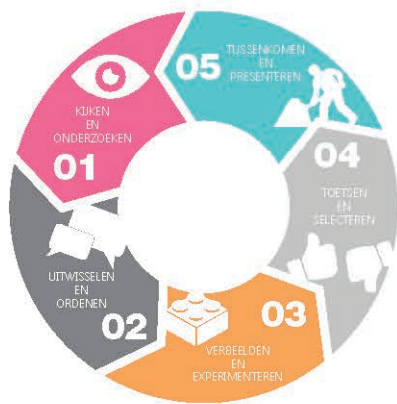 KIJKEN
EN
ONDERZOEKEN
01
UITWISSELEN
EN
ORDENEN
02
03
VERBEELDEN
EN
EXPERIMENTEREN
04
TOETSEN
EN
SELECTEREN
05
TUSSENKOMEN
EN
PRESENTEREN